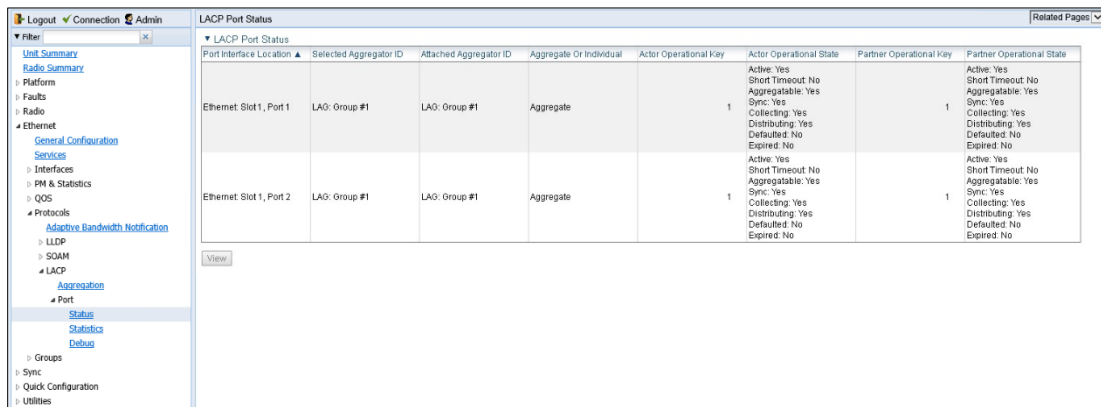 Logout Connection Admin
Filter
Unit Summary
Radio Summary
Platform
Faults
Radio
Ethernet
General Configuration
Services
Interfaces
PM & Statistics
QOS
Protocols
Adaptive Bandwidth Notification
LLDP
SOAM
LACP
Aggregation
Port
Status
Statistics
Debug
Groups
Sync
Quick Configuration
Utilities
LACP Port Status
Related Pages
LACP Port Status
Port Interface Location ▲ Selected Aggregator ID Attached Aggregator ID Aggregate Or Individual Actor Operational Key Actor Operational State Partner Operational Key Partner Operational State
Ethernet: Slot 1, Port 1 LAG: Group #1 LAG: Group #1 Aggregate 1
Active: Yes
Short Timeout: No
Aggregatable: Yes
Sync: Yes
Collecting: Yes
Distributing: Yes
Defaulted: No
Expired: No
1
Active: Yes
Short Timeout: No
Aggregatable: Yes
Sync: Yes
Collecting: Yes
Distributing: Yes
Defaulted: No
Expired: No
Ethernet: Slot 1, Port 2 LAG: Group #1 LAG: Group #1 Aggregate 1
Active: Yes
Short Timeout: No
Aggregatable: Yes
Sync: Yes
Collecting: Yes
Distributing: Yes
Defaulted: No
Expired: No
1
Active: Yes
Short Timeout: No
Aggregatable: Yes
Sync: Yes
Collecting: Yes
Distributing: Yes
Defaulted: No
Expired: No
View